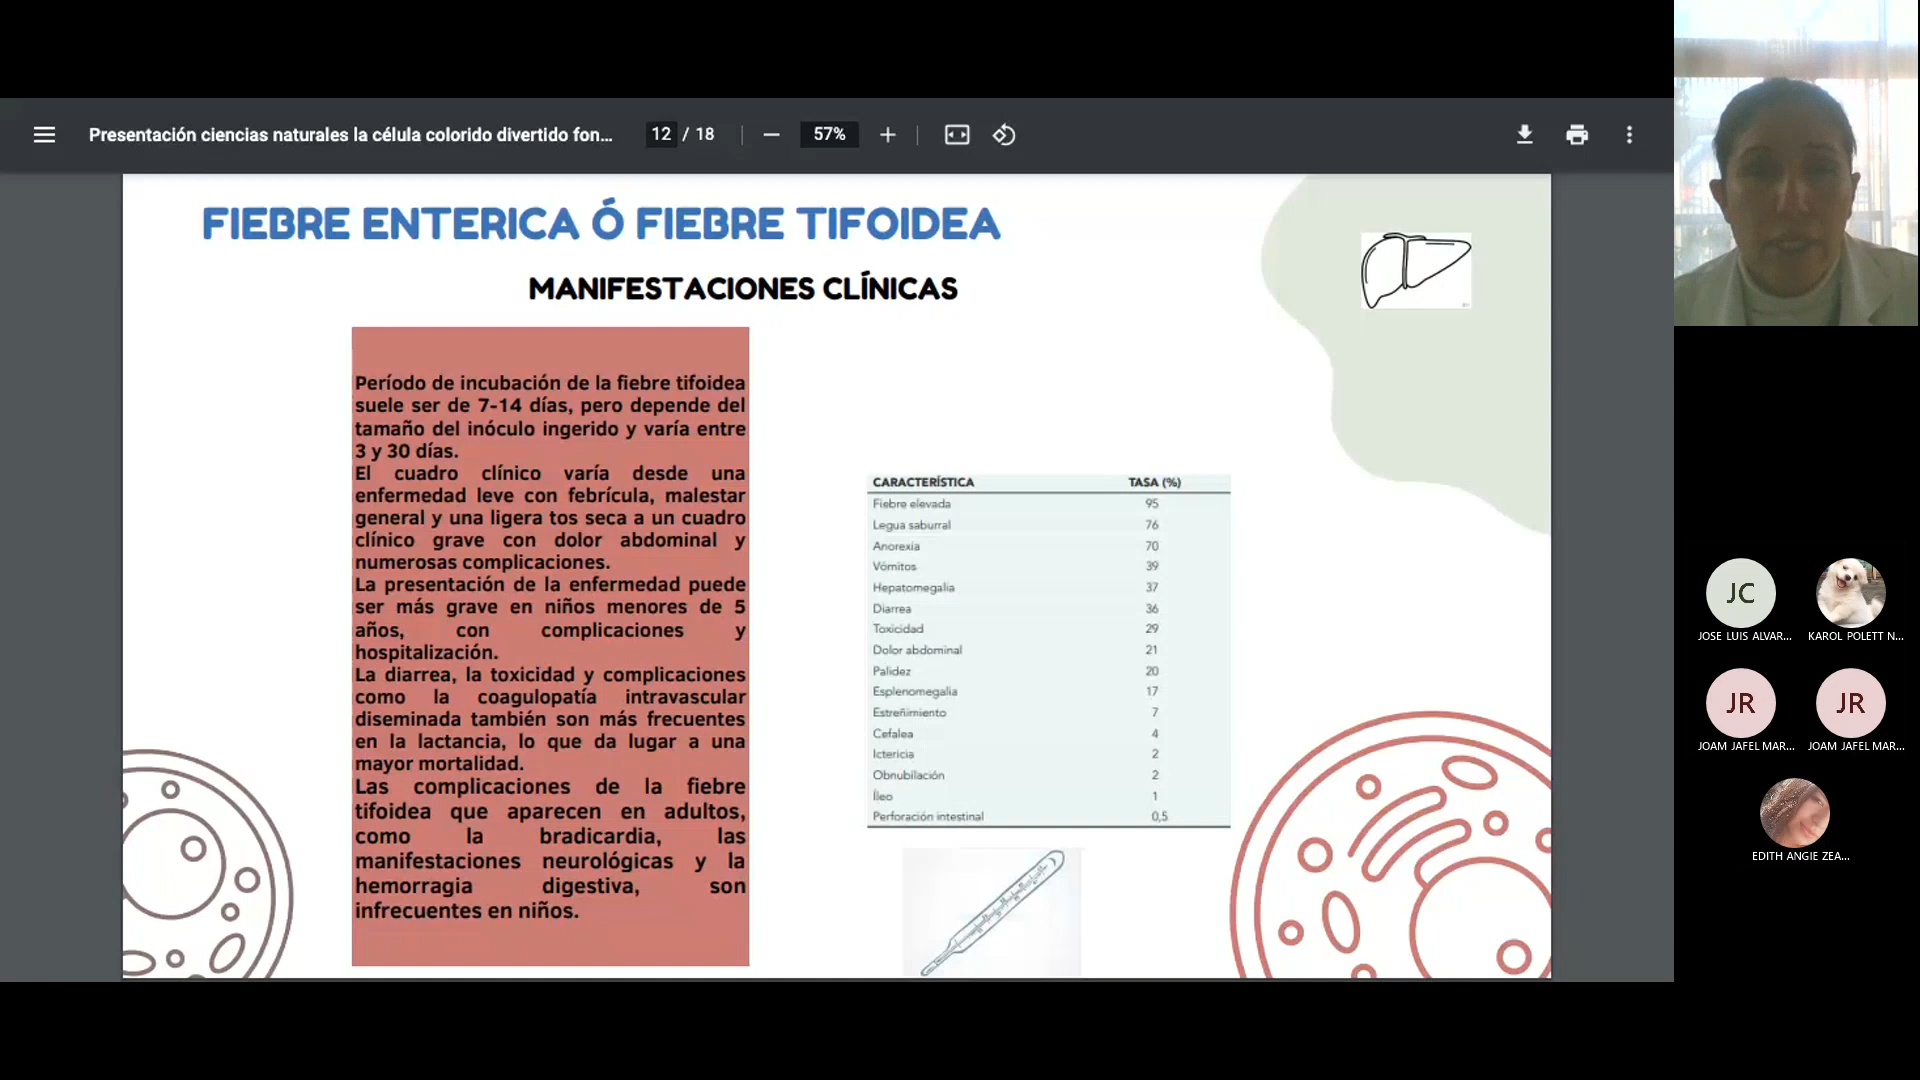 Presentación ciencias naturales la célula colorido divertido fon...
12 / 18
57%
FIEBRE ENTERICA Ó FIEBRE TIFOIDEA
MANIFESTACIONES CLÍNICAS
Período de incubación de la fiebre tifoidea
suele ser de 7-14 días, pero depende del
tamaño del inóculo ingerido y varía entre
3 y 30 días.
El cuadro clínico varía desde una
enfermedad leve con febrícula, malestar
general y una ligera tos seca a un cuadro
clínico grave con dolor abdominal y
numerosas complicaciones.
La presentación de la enfermedad puede
ser más grave en niños menores de 5
años, con complicaciones y
hospitalización.
La diarrea, la toxicidad y complicaciones
como la coagulopatía intravascular
diseminada también son más frecuentes
en la lactancia, lo que da lugar a una
mayor mortalidad.
Las complicaciones de la fiebre
tifoidea que aparecen en adultos,
como la bradicardia, las
manifestaciones neurológicas y la
hemorragia digestiva, son
infrecuentes en niños.
CARACTERÍSTICA TASA (%)
Fiebre elevada 95
Legua saburral 76
Anorexia 70
Vómitos 39
Hepatomegalia 37
Diarrea 36
Toxicidad 29
Dolor abdominal 21
Palidez 20
Esplenomegalia 17
Estreñimiento 7
Cefalea 4
Ictericia 2
Obnubilación 2
Íleo 1
Perforación intestinal 0,5
JC
JOSE LUIS ALVAR...
KAROL POLETT N...
JR
JOAM JAFEL MAR...
JR
JOAM JAFEL MAR...
EDITH ANGIE ZEA...